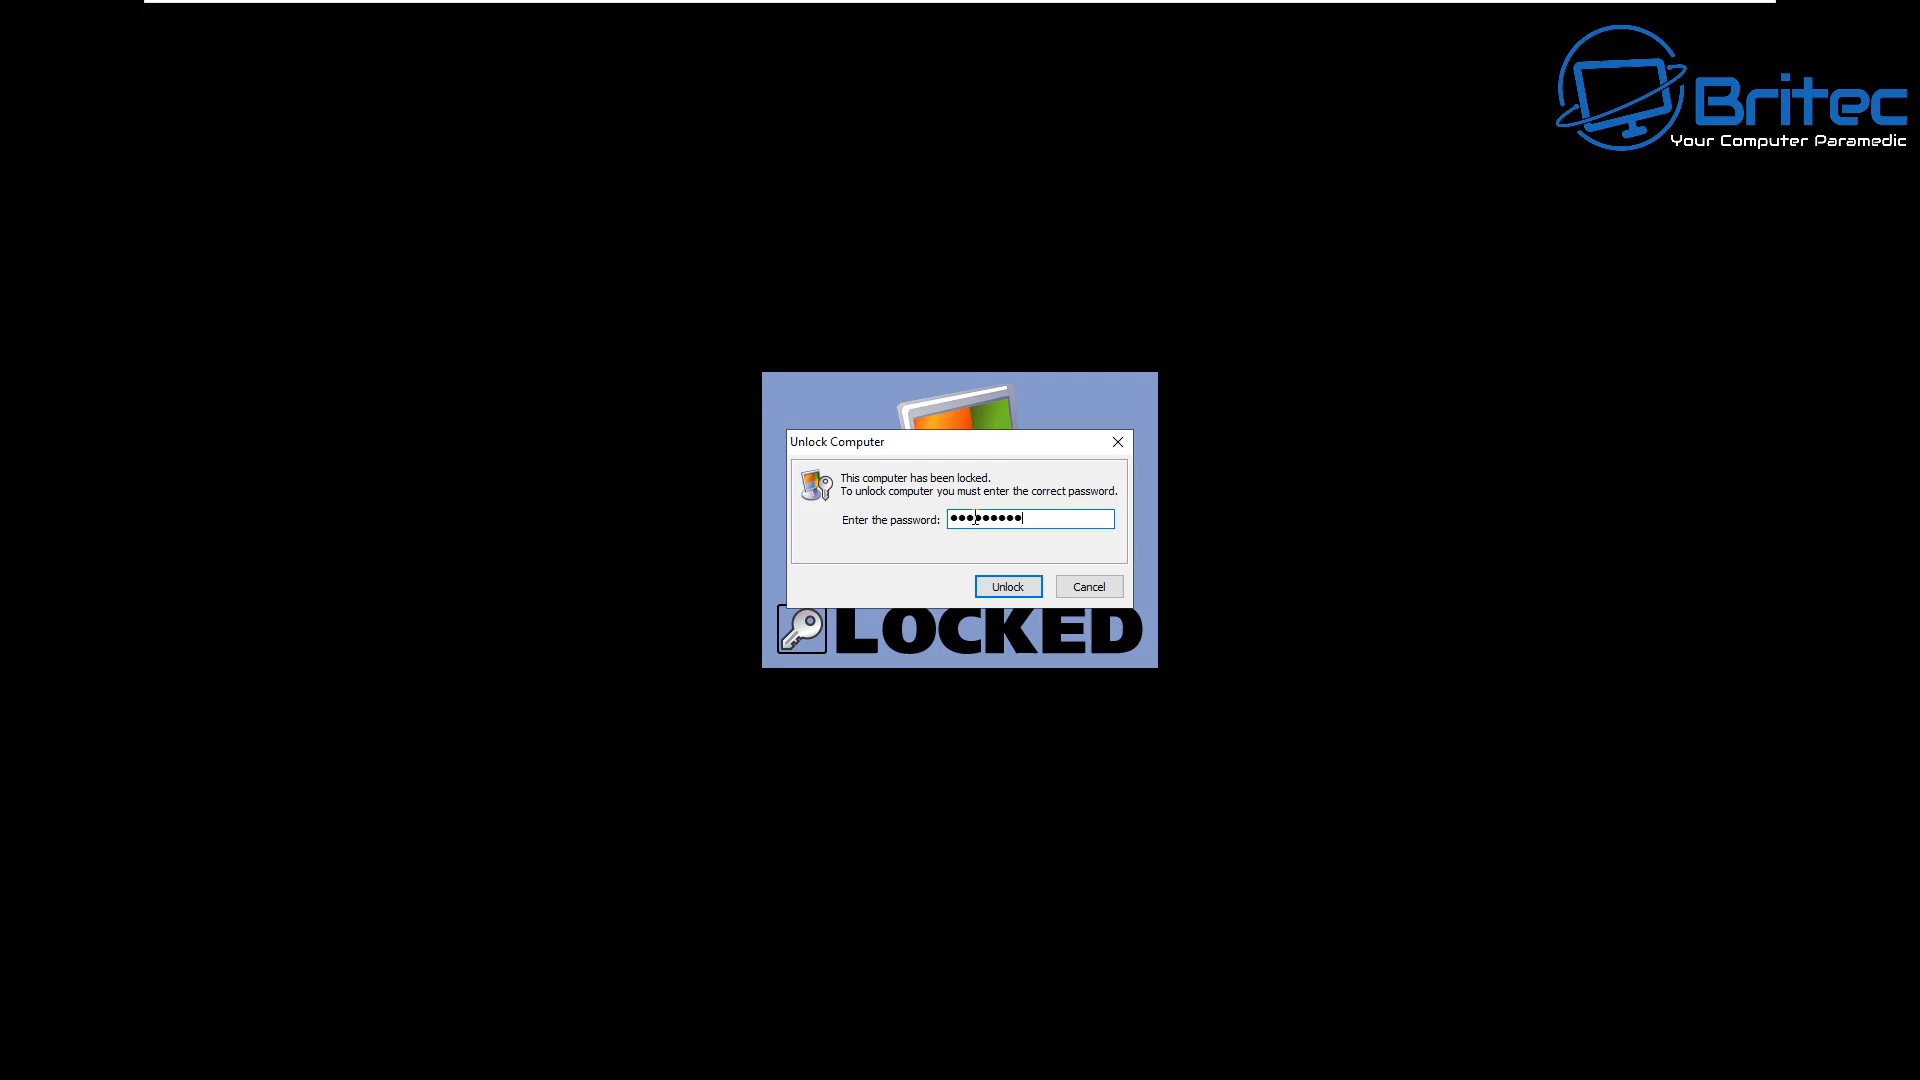 Britec
Your Computer Paramedic
Unlock Computer
This computer has been locked.
To unlock computer you must enter the correct password.
Enter the password: ●●●●●●●●●
Unlock Cancel
LOCKED